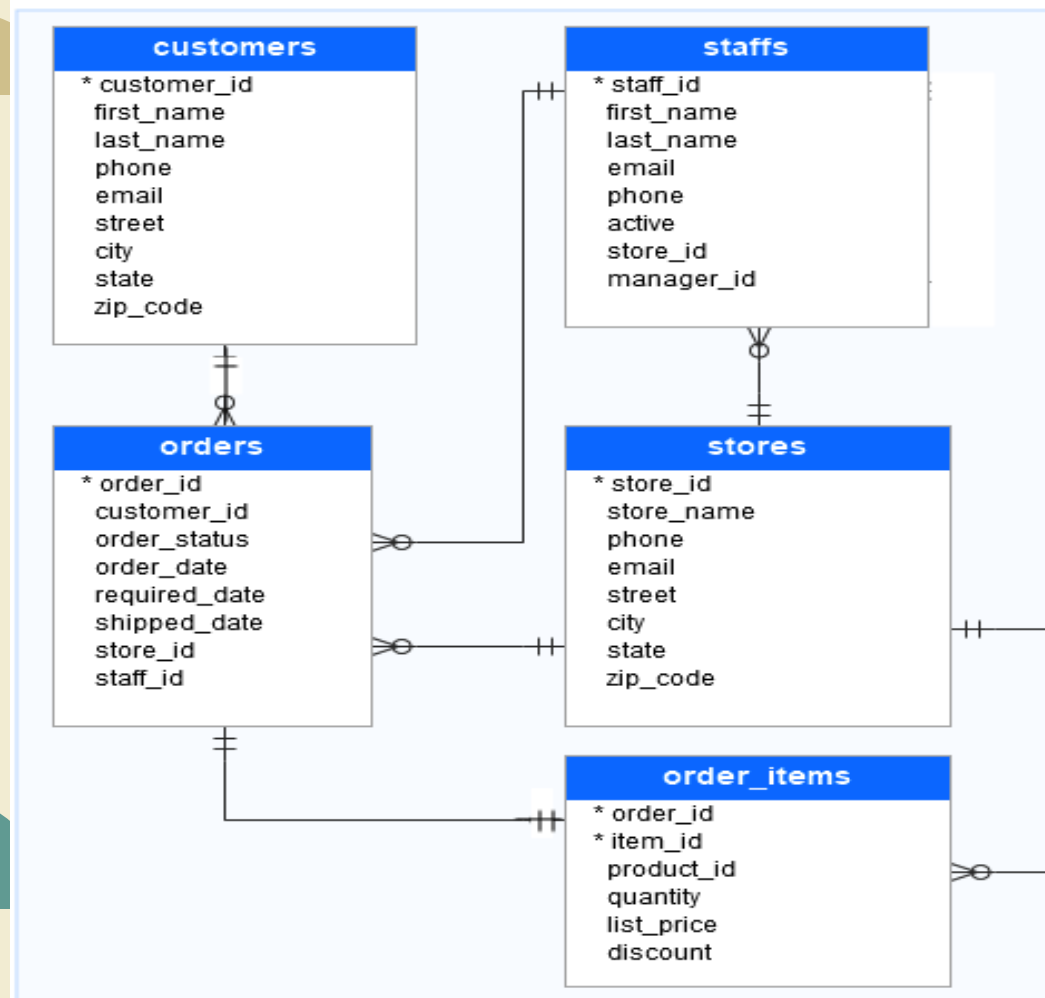 customers
* customer_id
first_name
last_name
phone
email
street
city
state
zip_code
staffs
* staff_id
first_name
last_name
email
phone
active
store_id
manager_id
orders
* order_id
customer_id
order_status
order_date
required_date
shipped_date
store_id
staff_id
stores
* store_id
store_name
phone
email
street
city
state
zip_code
order_items
* order_id
* item_id
product_id
quantity
list_price
discount